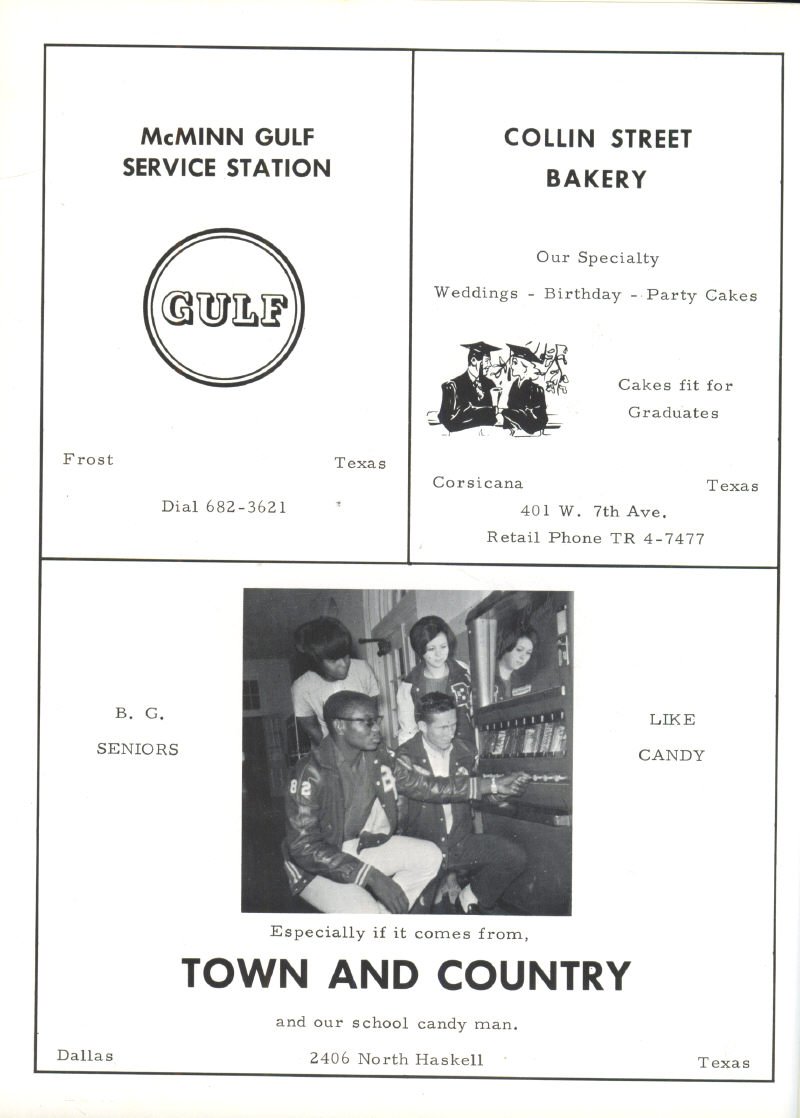 McMINN GULF
SERVICE STATION
GULF
Frost Texas
Dial 682-3621
COLLIN STREET
BAKERY
Our Specialty
Weddings - Birthday - Party Cakes
Cakes fit for
Graduates
Corsicana Texas
401 W. 7th Ave.
Retail Phone TR 4-7477
B. G.
SENIORS
82
B
LIKE
CANDY
Especially if it comes from,
TOWN AND COUNTRY
and our school candy man.
Dallas 2406 North Haskell Texas